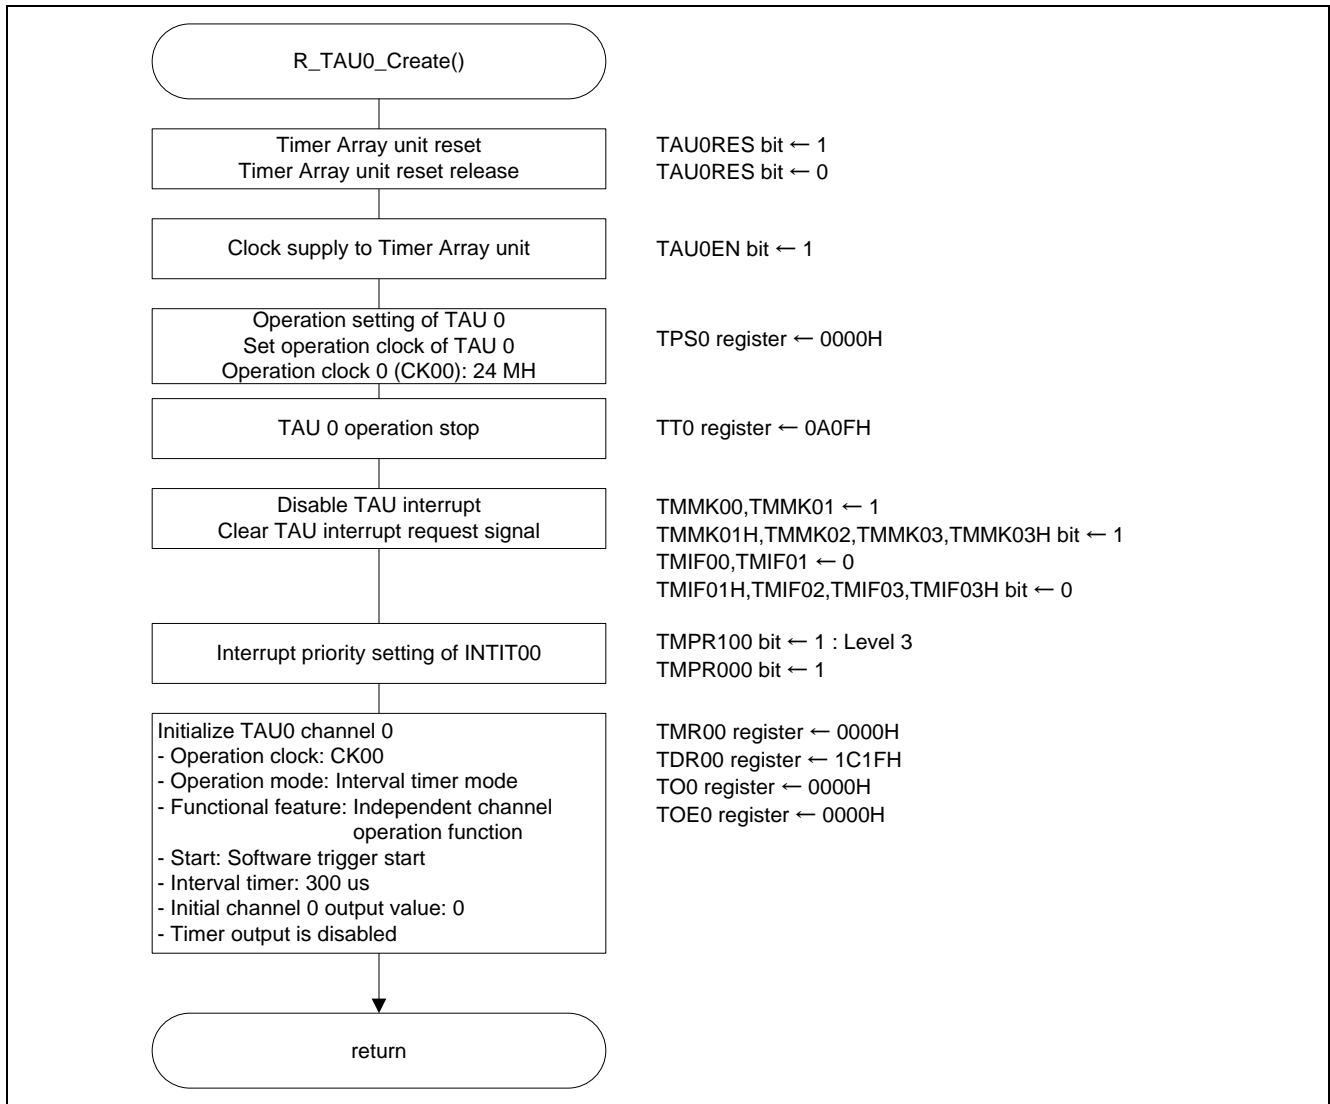 R_TAU0_Create()
Timer Array unit reset
Timer Array unit reset release
TAU0RES bit ← 1
TAU0RES bit ← 0
Clock supply to Timer Array unit
TAU0EN bit ← 1
Operation setting of TAU 0
Set operation clock of TAU 0
Operation clock 0 (CK00): 24 MH
TPS0 register ← 0000H
TAU 0 operation stop
TT0 register ← 0A0FH
Disable TAU interrupt
Clear TAU interrupt request signal
TMMK00,TMMK01 ← 1
TMMK01H,TMMK02,TMMK03,TMMK03H bit ← 1
TMIF00,TMIF01 ← 0
TMIF01H,TMIF02,TMIF03,TMIF03H bit ← 0
Interrupt priority setting of INTIT00
TMPR100 bit ← 1 : Level 3
TMPR000 bit ← 1
Initialize TAU0 channel 0
- Operation clock: CK00
- Operation mode: Interval timer mode
- Functional feature: Independent channel
operation function
- Start: Software trigger start
- Interval timer: 300 us
- Initial channel 0 output value: 0
- Timer output is disabled
TMR00 register ← 0000H
TDR00 register ← 1C1FH
TO0 register ← 0000H
TOE0 register ← 0000H
return